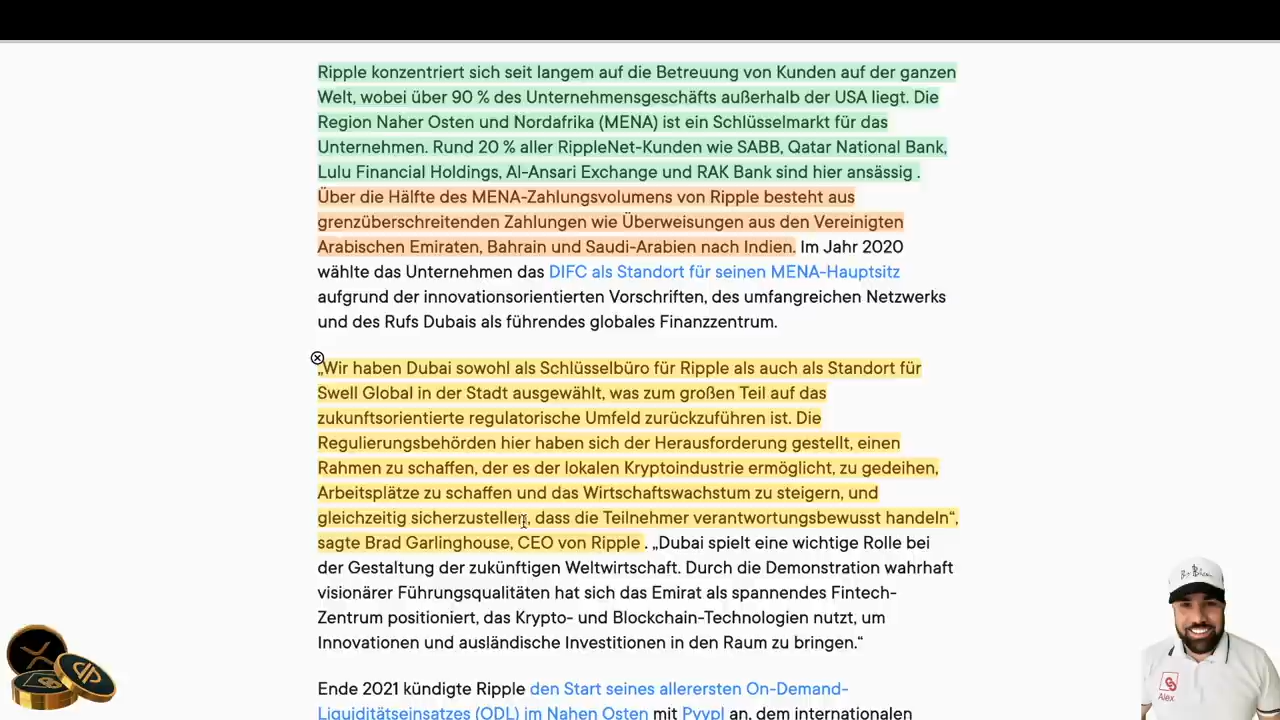 Ripple konzentriert sich seit langem auf die Betreuung von Kunden auf der ganzen
Welt, wobei über 90 % des Unternehmensgeschäfts außerhalb der USA liegt. Die
Region Naher Osten und Nordafrika (MENA) ist ein Schlüsselmarkt für das
Unternehmen. Rund 20 % aller RippleNet-Kunden wie SABB, Qatar National Bank,
Lulu Financial Holdings, Al-Ansari Exchange und RAK Bank sind hier ansässig .
Über die Hälfte des MENA-Zahlungsvolumens von Ripple besteht aus
grenzüberschreitenden Zahlungen wie Überweisungen aus den Vereinigten
Arabischen Emiraten, Bahrain und Saudi-Arabien nach Indien. Im Jahr 2020
wählte das Unternehmen das DIFC als Standort für seinen MENA-Hauptsitz
aufgrund der innovationsorientierten Vorschriften, des umfangreichen Netzwerks
und des Rufs Dubais als führendes globales Finanzzentrum.
„Wir haben Dubai sowohl als Schlüsselbüro für Ripple als auch als Standort für
Swell Global in der Stadt ausgewählt, was zum großen Teil auf das
zukunftsorientierte regulatorische Umfeld zurückzuführen ist. Die
Regulierungsbehörden hier haben sich der Herausforderung gestellt, einen
Rahmen zu schaffen, der es der lokalen Kryptoindustrie ermöglicht, zu gedeihen,
Arbeitsplätze zu schaffen und das Wirtschaftswachstum zu steigern, und
gleichzeitig sicherzustellen, dass die Teilnehmer verantwortungsbewusst handeln“,
sagte Brad Garlinghouse, CEO von Ripple . „Dubai spielt eine wichtige Rolle bei
der Gestaltung der zukünftigen Weltwirtschaft. Durch die Demonstration wahrhaft
visionärer Führungsqualitäten hat sich das Emirat als spannendes Fintech-
Zentrum positioniert, das Krypto- und Blockchain-Technologien nutzt, um
Innovationen und ausländische Investitionen in den Raum zu bringen.“
Ende 2021 kündigte Ripple den Start seines allerersten On-Demand-
Liquiditätseinsatzes (ODL) im Nahen Osten mit Pyypl an, dem internationalen
Alex